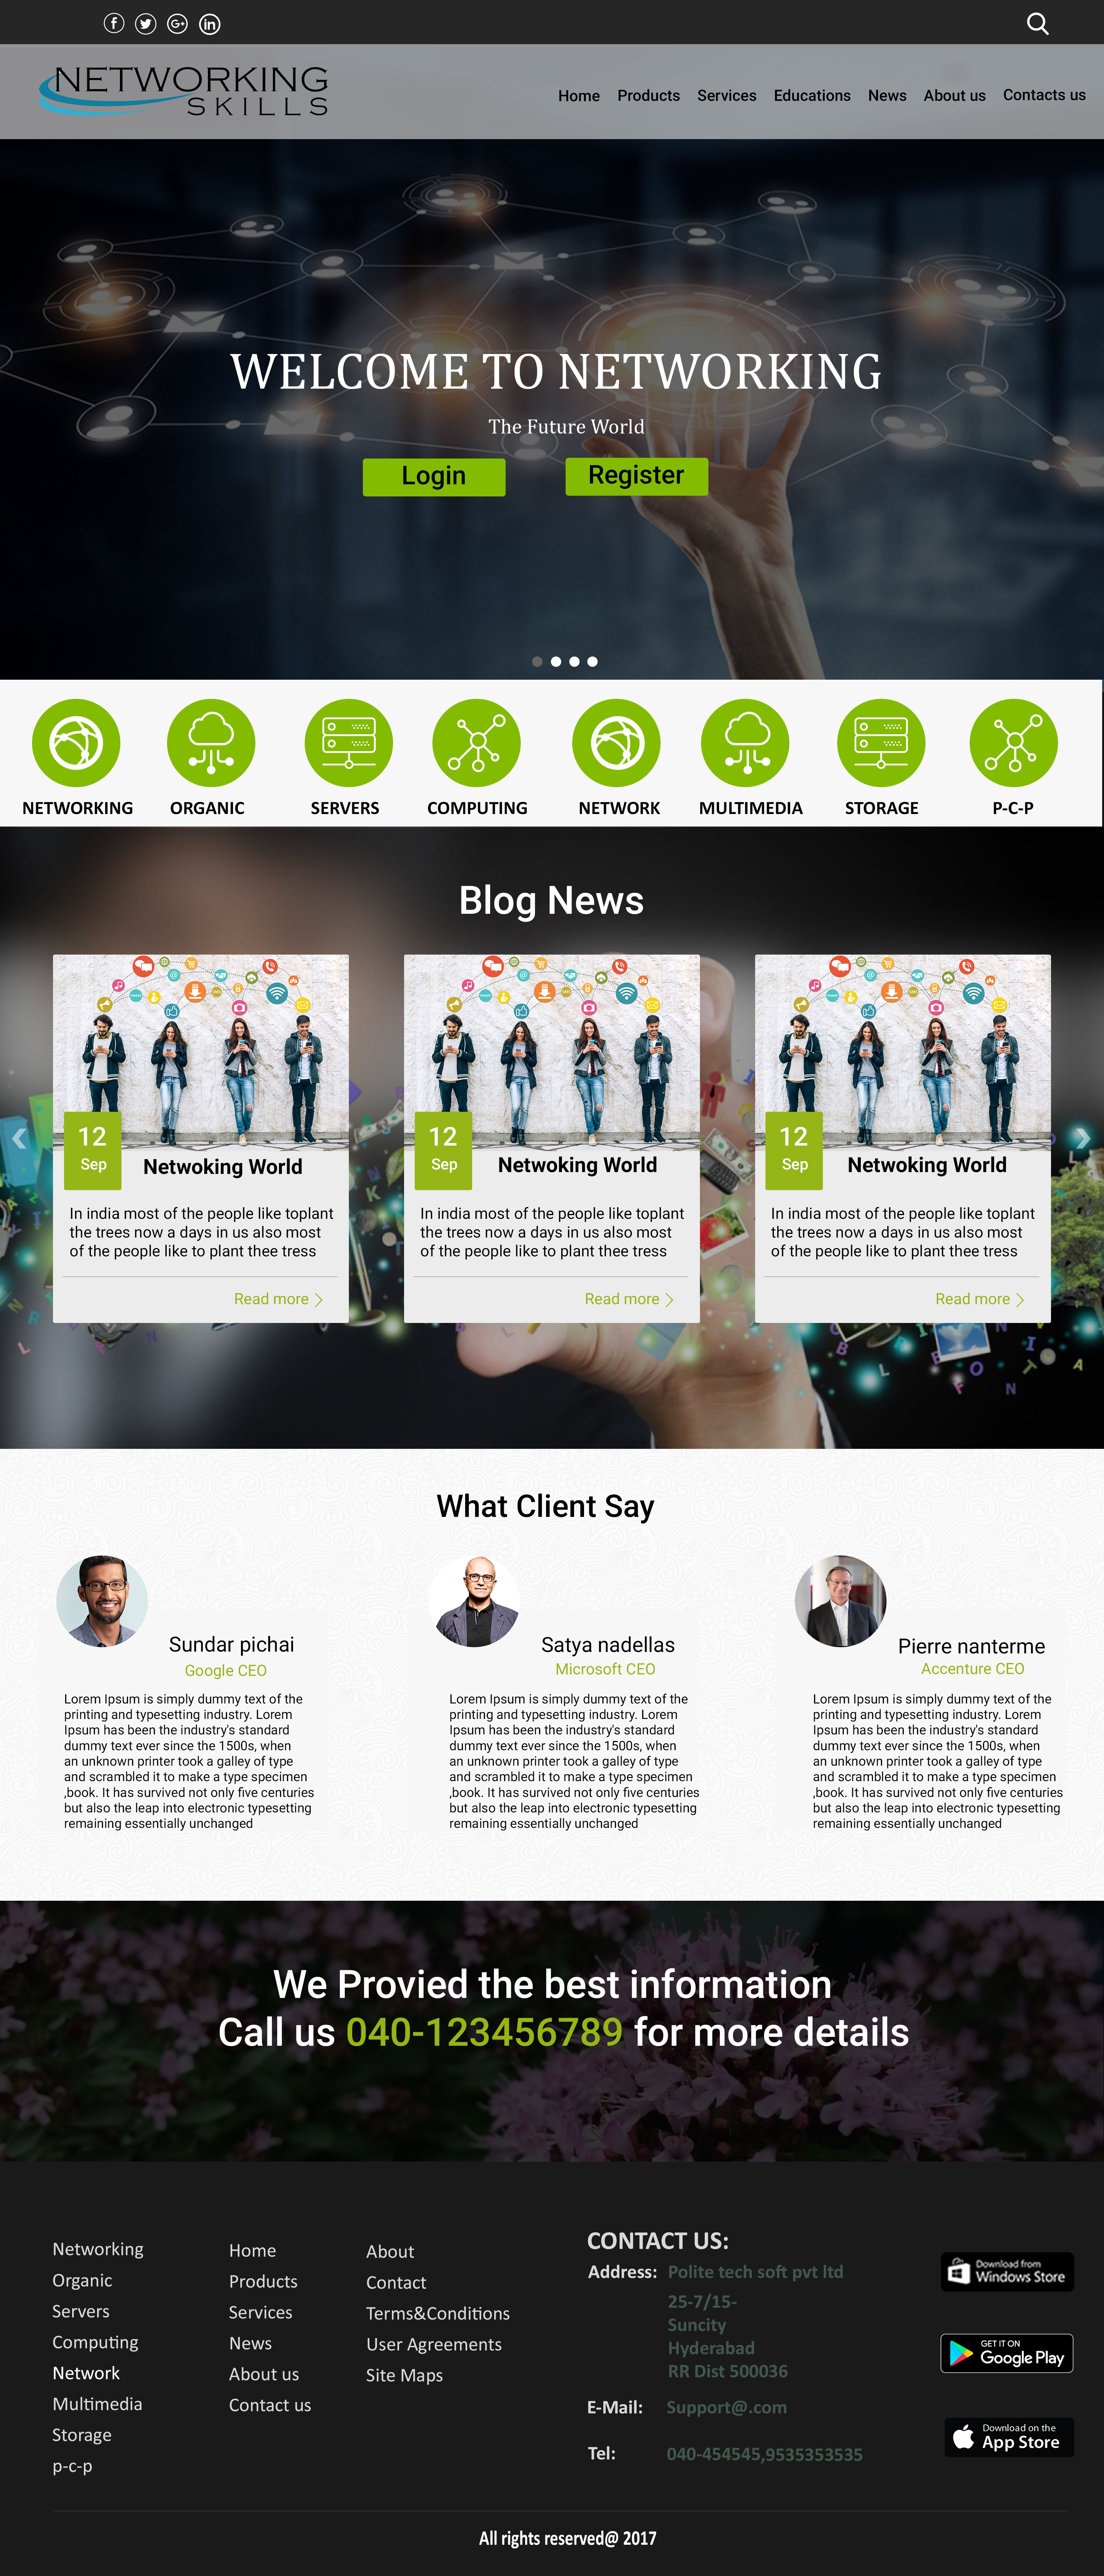 NETWORKING
SKILLS
Home Products Services Educations News About us Contacts us
WELCOME TO NETWORKING
The Future World
Login Register
NETWORKING ORGANIC SERVERS COMPUTING NETWORK MULTIMEDIA STORAGE P-C-P
Blog News
12
Sep
Netwoking World
In india most of the people like toplant
the trees now a days in us also most
of the people like to plant thee tress
Read more
12
Sep
Netwoking World
In india most of the people like toplant
the trees now a days in us also most
of the people like to plant thee tress
Read more
12
Sep
Netwoking World
In india most of the people like toplant
the trees now a days in us also most
of the people like to plant thee tress
Read more
What Client Say
Sundar pichai
Google CEO
Lorem Ipsum is simply dummy text of the
printing and typesetting industry. Lorem
Ipsum has been the industry's standard
dummy text ever since the 1500s, when
an unknown printer took a galley of type
and scrambled it to make a type specimen
,book. It has survived not only five centuries
but also the leap into electronic typesetting
remaining essentially unchanged
Satya nadellas
Microsoft CEO
Lorem Ipsum is simply dummy text of the
printing and typesetting industry. Lorem
Ipsum has been the industry's standard
dummy text ever since the 1500s, when
an unknown printer took a galley of type
and scrambled it to make a type specimen
,book. It has survived not only five centuries
but also the leap into electronic typesetting
remaining essentially unchanged
Pierre nanterme
Accenture CEO
Lorem Ipsum is simply dummy text of the
printing and typesetting industry. Lorem
Ipsum has been the industry's standard
dummy text ever since the 1500s, when
an unknown printer took a galley of type
and scrambled it to make a type specimen
,book. It has survived not only five centuries
but also the leap into electronic typesetting
remaining essentially unchanged
We Provied the best information
Call us 040-123456789 for more details
Networking
Organic
Servers
Computing
Network
Multimedia
Storage
p-c-p
Home
Products
Services
News
About us
Contact us
About
Contact
Terms&Conditions
User Agreements
Site Maps
CONTACT US:
Address: Polite tech soft pvt ltd
25-7/15-
Suncity
Hyderabad
RR Dist 500036
E-Mail: Support@.com
Tel: 040-454545,9535353535
Download from
Windows Store
GET IT ON
Google Play
Download on the
App Store
All rights reserved@ 2017